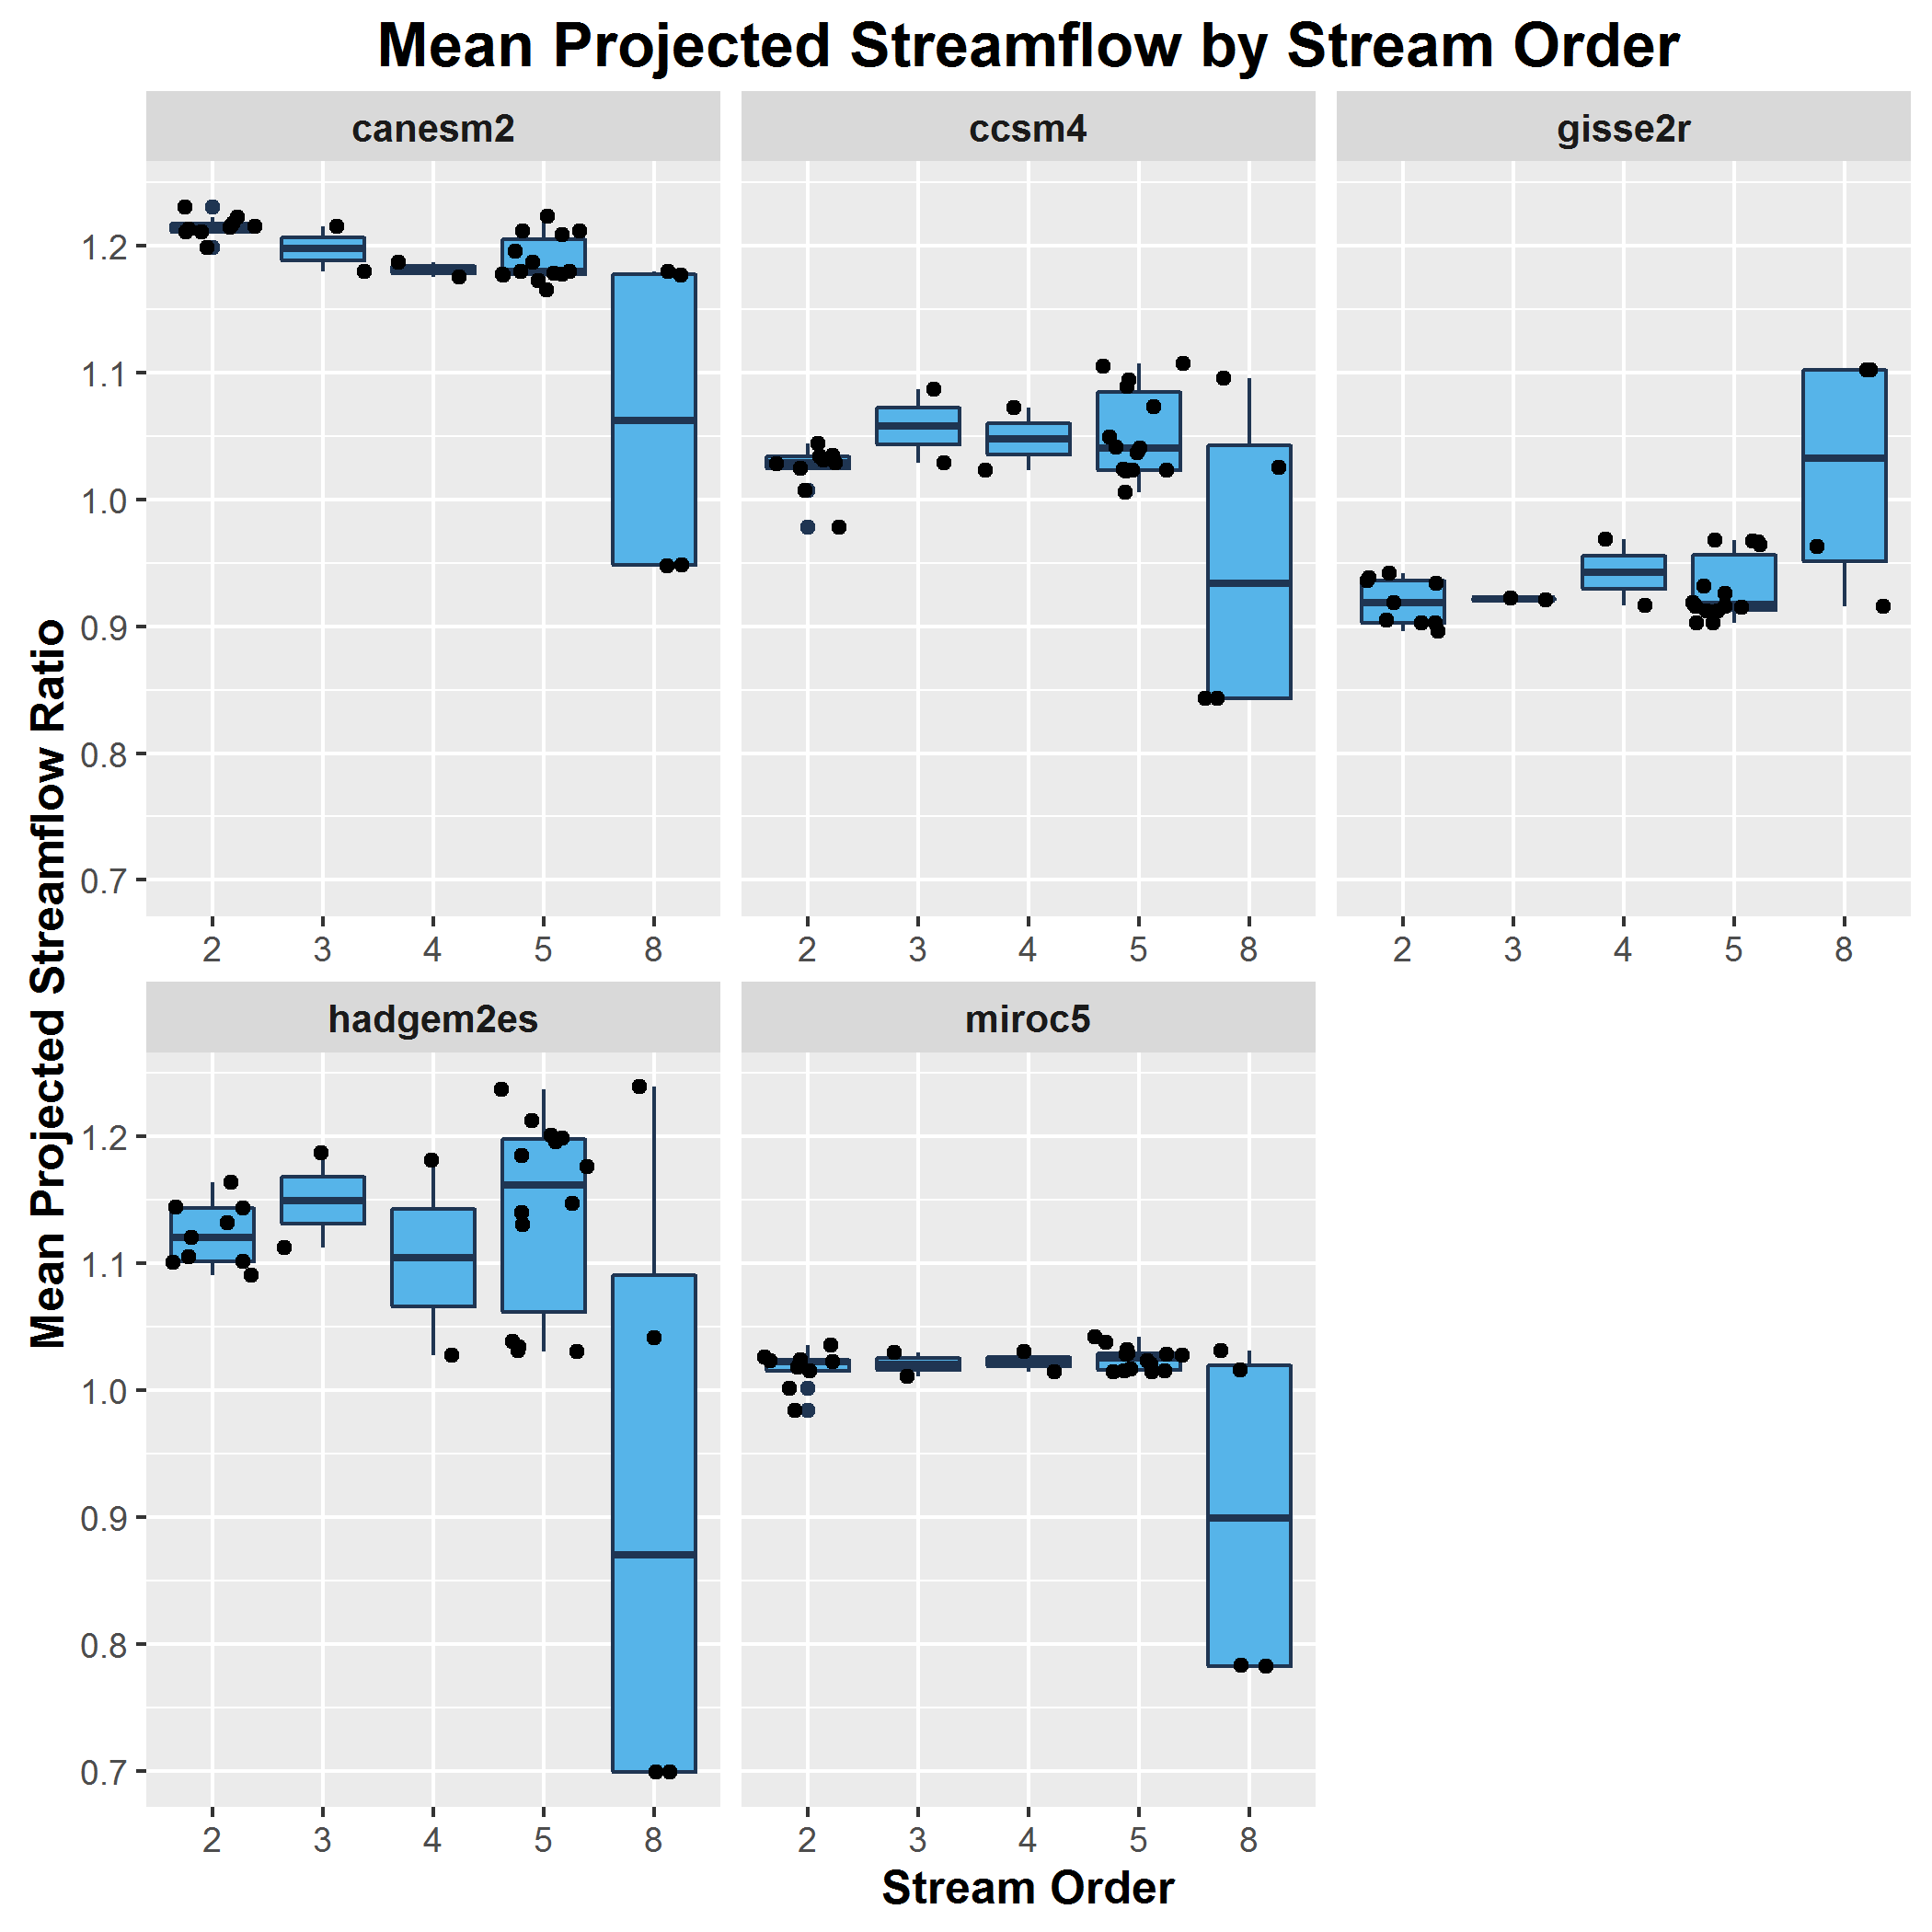 Mean Projected Streamflow by Stream Order
canesm2
ccsm4
gisse2r
1.2
1.1
1.0
0.9
0.8
0.7
2 3 4 5 8
2 3 4 5 8
2 3 4 5 8
Mean Projected Streamflow Ratio
hadgem2es
miroc5
1.2
1.1
1.0
0.9
0.8
0.7
2 3 4 5 8
2 3 4 5 8
Stream Order